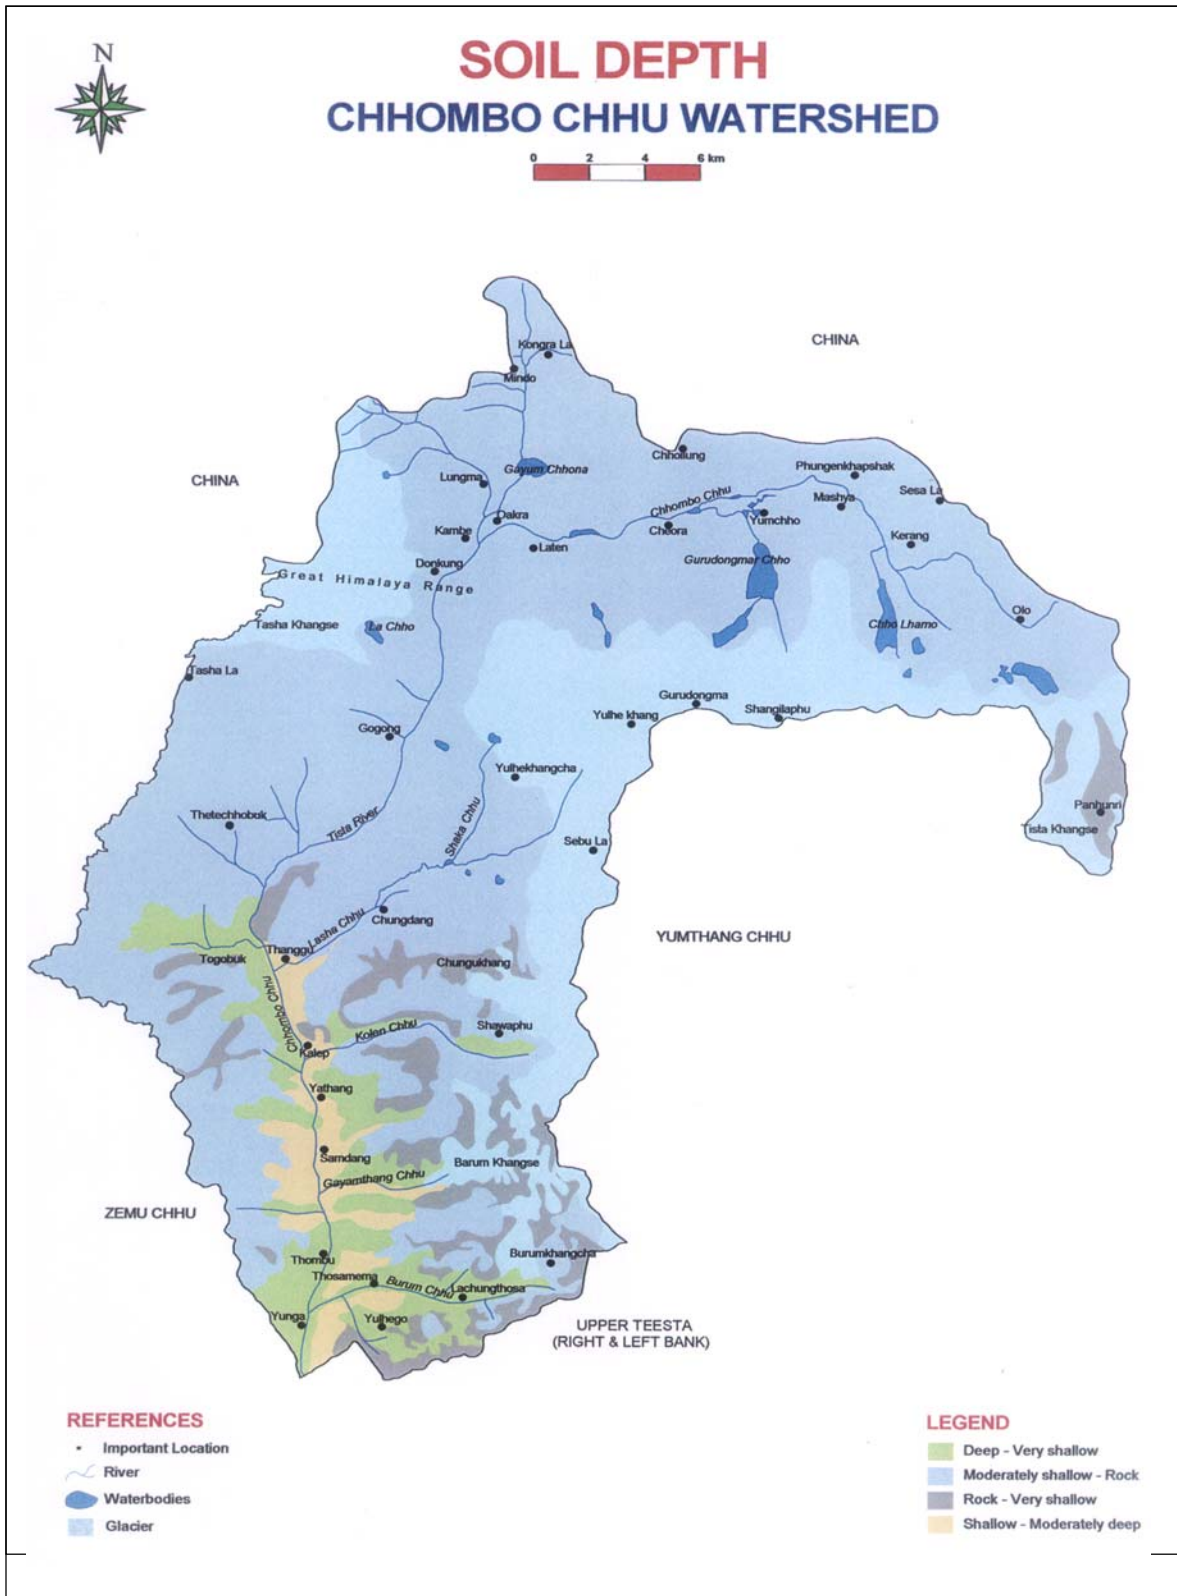 N
SOIL DEPTH
CHHOMBO CHHU WATERSHED
0 2 4 6 km
CHINA
Kongra La
Mindo
Chhollung
CHINA
Gayum Chhona
Lungma
Phungenkhapshak
Sesa La
Mashya
Chhombo Chhu
Dakra
Yumchho
Cheora
Kambe
Laten
Kerang
Gurudongmar Chho
Donkung
Great Himalaya Range
Olo
Tasha Khangse
La Chho
Chho Lhamo
Tasha La
Gurudongma
Shangilaphu
Yulhe khang
Gogong
Yulhekhangcha
Panhunri
Thetechhobuk
Tista River
Shaka Chhu
Tista Khangse
Sebu La
Chungdang
Lasha Chhu
YUMTHANG CHHU
Thanggu
Togobuk
Chungukhang
Chhombo Chhu
Kolen Chhu
Shawaphu
Kalep
Yathang
Samdang
Barum Khangse
Gayamthang Chhu
ZEMU CHHU
Thombu
Burumkhangcha
Thosamema
Burum Chhu
Lachungthosa
Yunga
Yulhego
UPPER TEESTA
(RIGHT & LEFT BANK)
REFERENCES
Important Location
River
Waterbodies
Glacier
LEGEND
Deep - Very shallow
Moderately shallow - Rock
Rock - Very shallow
Shallow - Moderately deep